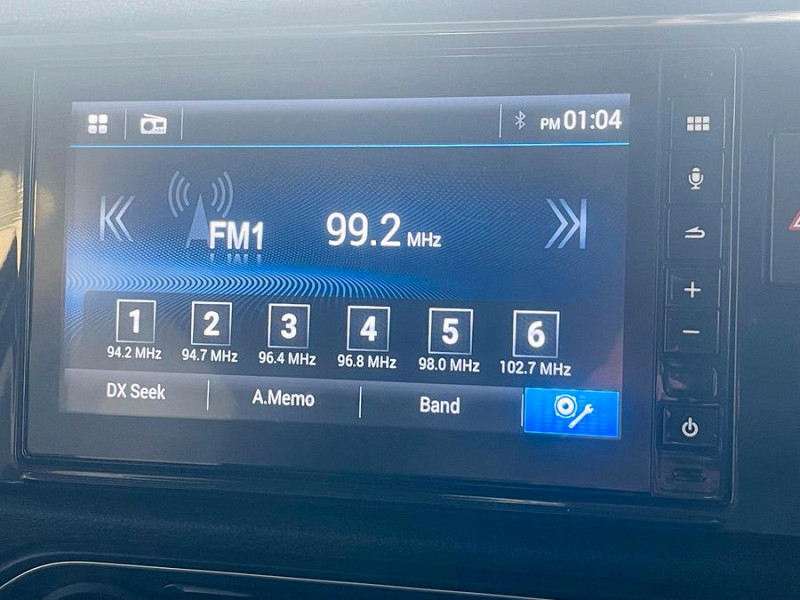 PM 01:04
FM1 99.2 MHz
1 2 3 4 5 6
94.2 MHz 94.7 MHz 96.4 MHz 96.8 MHz 98.0 MHz 102.7 MHz
DX Seek A.Memo Band